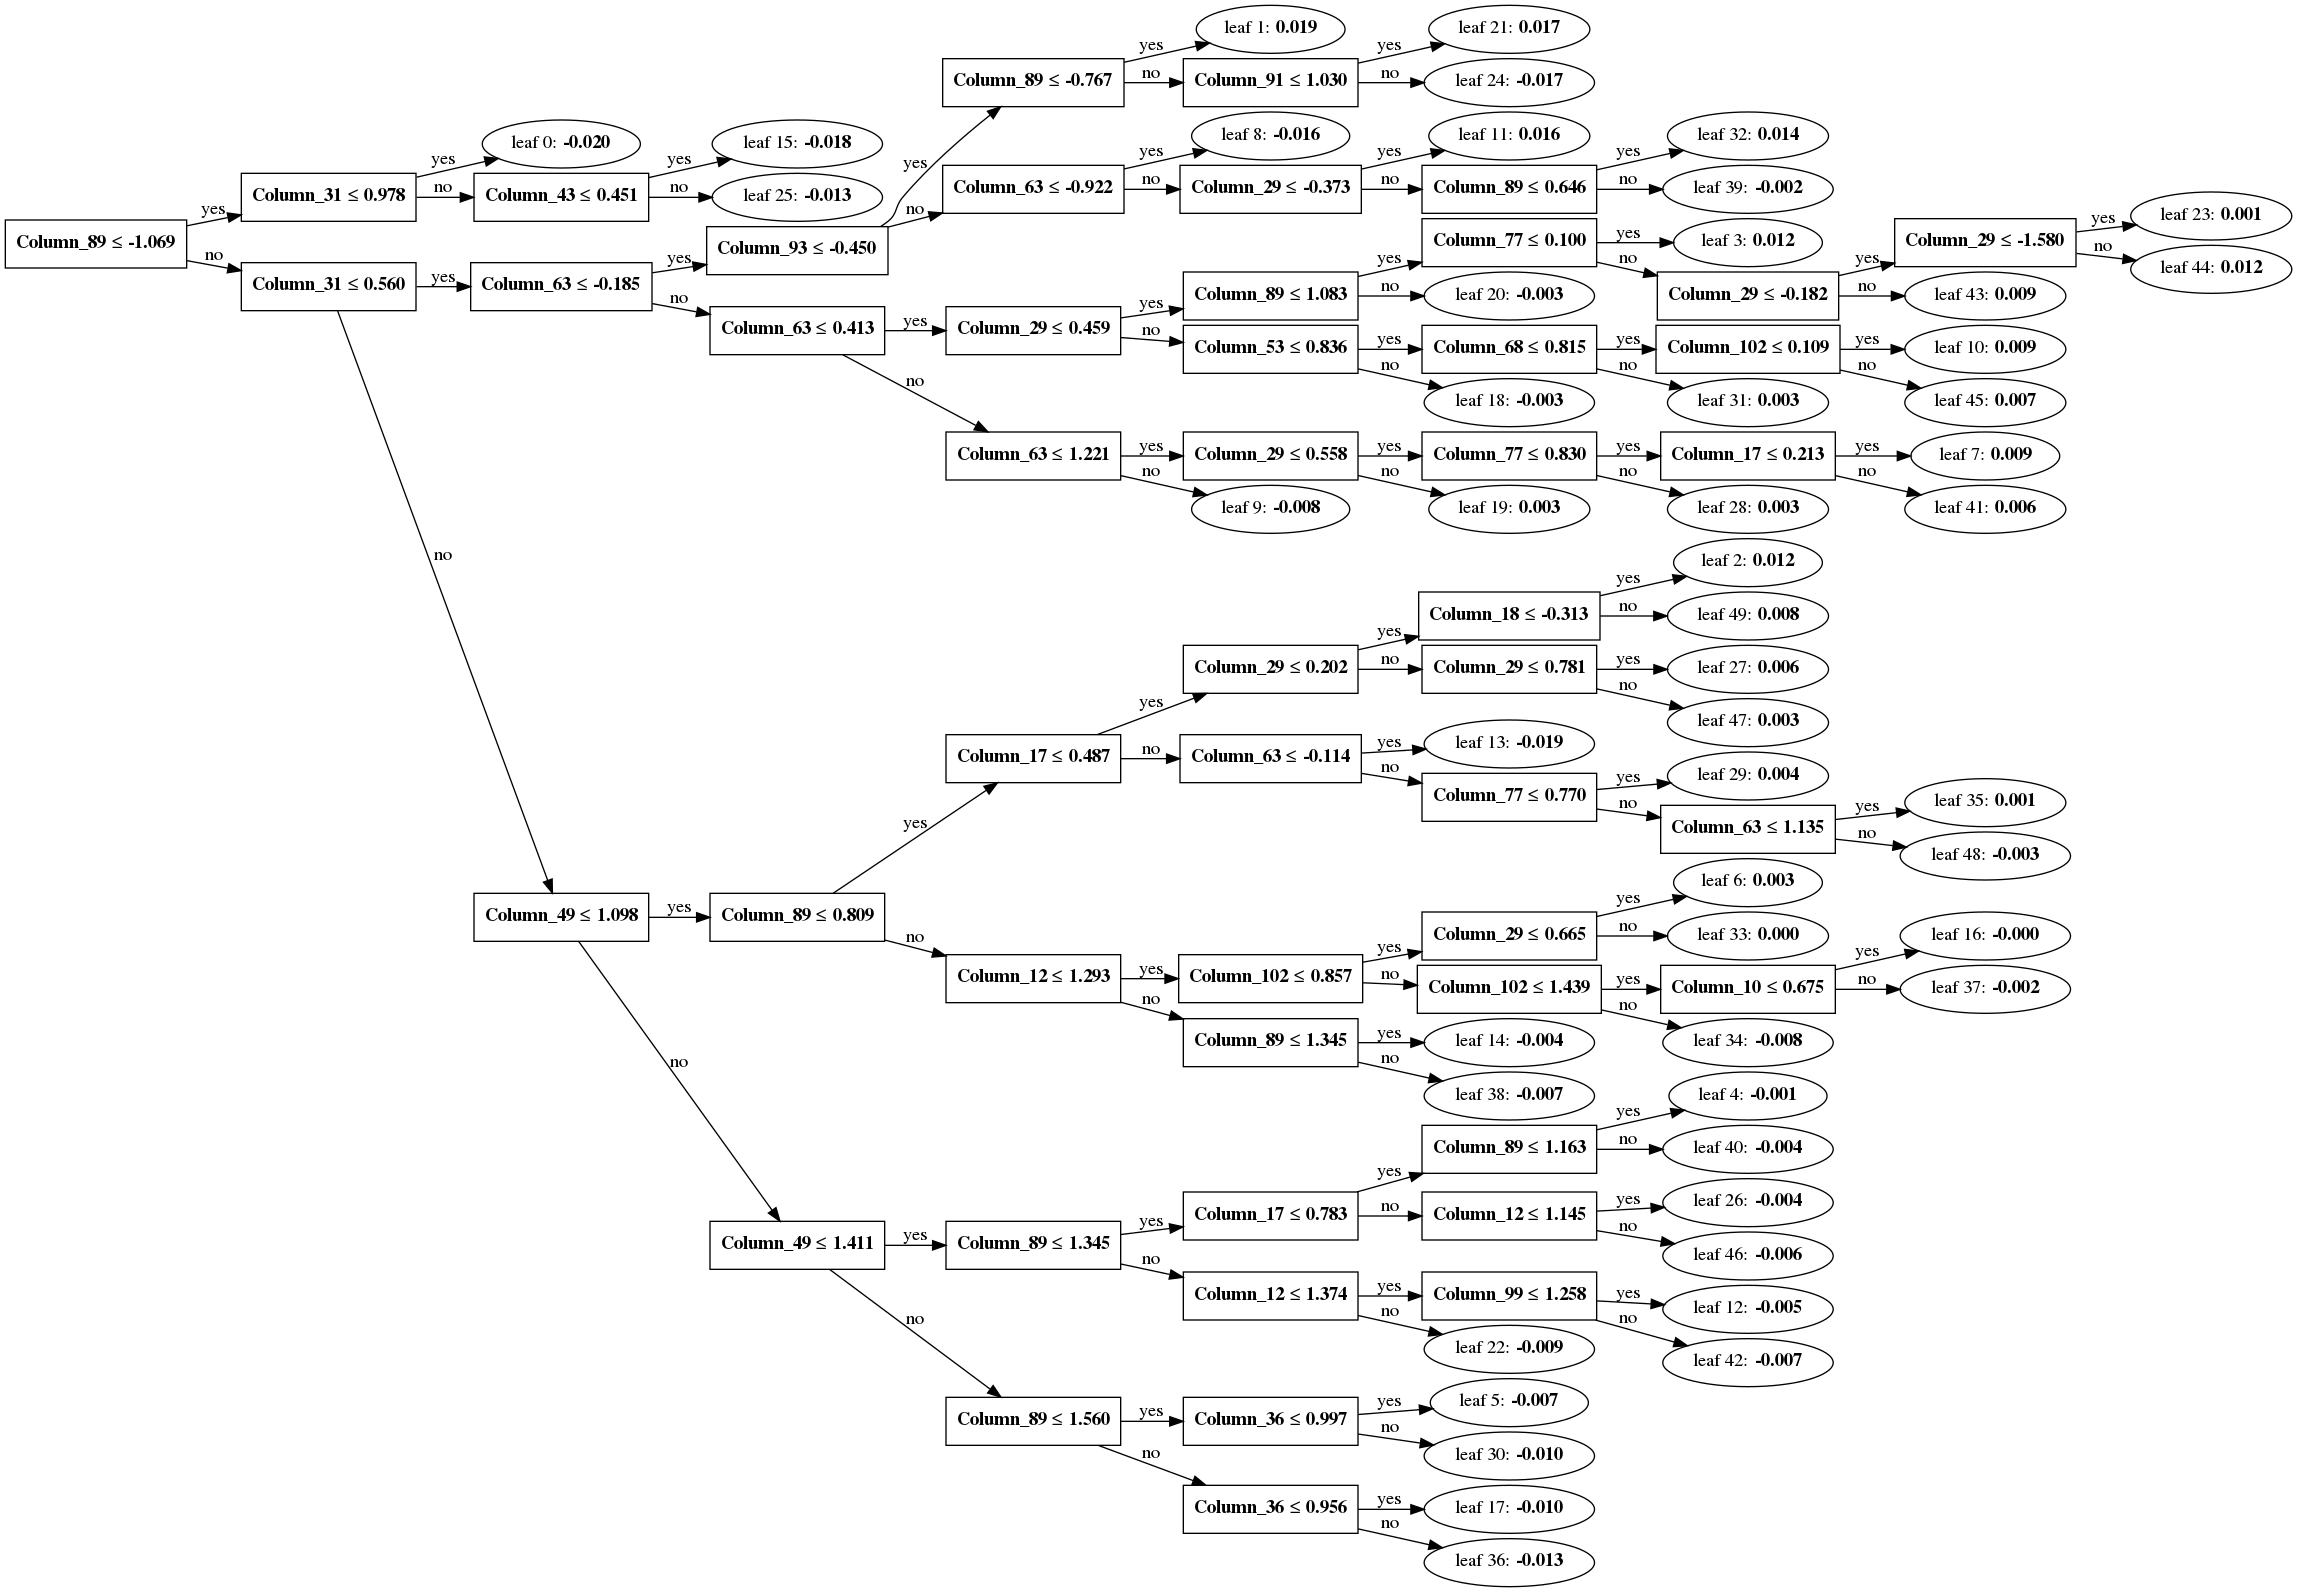 leaf 1: 0.019
leaf 21: 0.017
yes
yes
Column_89 ≤ -0.767
no
Column_91 ≤ 1.030
no
leaf 24: -0.017
leaf 0: -0.020
leaf 15: -0.018
yes
leaf 8: -0.016
leaf 11: 0.016
leaf 32: 0.014
yes
yes
yes
yes
yes
Column_31 ≤ 0.978
no
Column_43 ≤ 0.451
no
leaf 25: -0.013
Column_63 ≤ -0.922
no
Column_29 ≤ -0.373
no
Column_89 ≤ 0.646
no
leaf 39: -0.002
yes
no
leaf 23: 0.001
Column_89 ≤ -1.069
Column_93 ≤ -0.450
Column_77 ≤ 0.100
yes
leaf 3: 0.012
Column_29 ≤ -1.580
yes
no
yes
yes
no
yes
no
leaf 44: 0.012
Column_31 ≤ 0.560
yes
Column_63 ≤ -0.185
no
yes
Column_89 ≤ 1.083
no
leaf 20: -0.003
Column_29 ≤ -0.182
no
leaf 43: 0.009
Column_63 ≤ 0.413
yes
Column_29 ≤ 0.459
no
Column_53 ≤ 0.836
yes
Column_68 ≤ 0.815
yes
Column_102 ≤ 0.109
yes
leaf 10: 0.009
no
no
no
no
leaf 18: -0.003
leaf 31: 0.003
leaf 45: 0.007
Column_63 ≤ 1.221
yes
Column_29 ≤ 0.558
yes
Column_77 ≤ 0.830
yes
Column_17 ≤ 0.213
yes
leaf 7: 0.009
no
no
no
no
leaf 9: -0.008
leaf 19: 0.003
leaf 28: 0.003
leaf 41: 0.006
no
leaf 2: 0.012
yes
Column_18 ≤ -0.313
no
leaf 49: 0.008
yes
Column_29 ≤ 0.202
no
Column_29 ≤ 0.781
yes
leaf 27: 0.006
no
yes
leaf 47: 0.003
Column_17 ≤ 0.487
no
Column_63 ≤ -0.114
yes
leaf 13: -0.019
no
yes
leaf 29: 0.004
Column_77 ≤ 0.770
no
yes
leaf 35: 0.001
yes
Column_63 ≤ 1.135
no
leaf 48: -0.003
leaf 6: 0.003
yes
Column_49 ≤ 1.098
yes
Column_89 ≤ 0.809
no
Column_29 ≤ 0.665
no
leaf 33: 0.000
leaf 16: -0.000
yes
yes
Column_12 ≤ 1.293
yes
Column_102 ≤ 0.857
no
Column_102 ≤ 1.439
yes
Column_10 ≤ 0.675
no
leaf 37: -0.002
no
no
Column_89 ≤ 1.345
yes
leaf 14: -0.004
leaf 34: -0.008
no
no
leaf 38: -0.007
leaf 4: -0.001
yes
Column_89 ≤ 1.163
no
leaf 40: -0.004
yes
Column_17 ≤ 0.783
no
Column_12 ≤ 1.145
yes
leaf 26: -0.004
no
leaf 46: -0.006
Column_49 ≤ 1.411
yes
Column_89 ≤ 1.345
yes
no
Column_12 ≤ 1.374
yes
Column_99 ≤ 1.258
yes
leaf 12: -0.005
no
no
no
leaf 22: -0.009
leaf 42: -0.007
Column_89 ≤ 1.560
yes
Column_36 ≤ 0.997
yes
leaf 5: -0.007
no
leaf 30: -0.010
no
Column_36 ≤ 0.956
yes
leaf 17: -0.010
no
leaf 36: -0.013